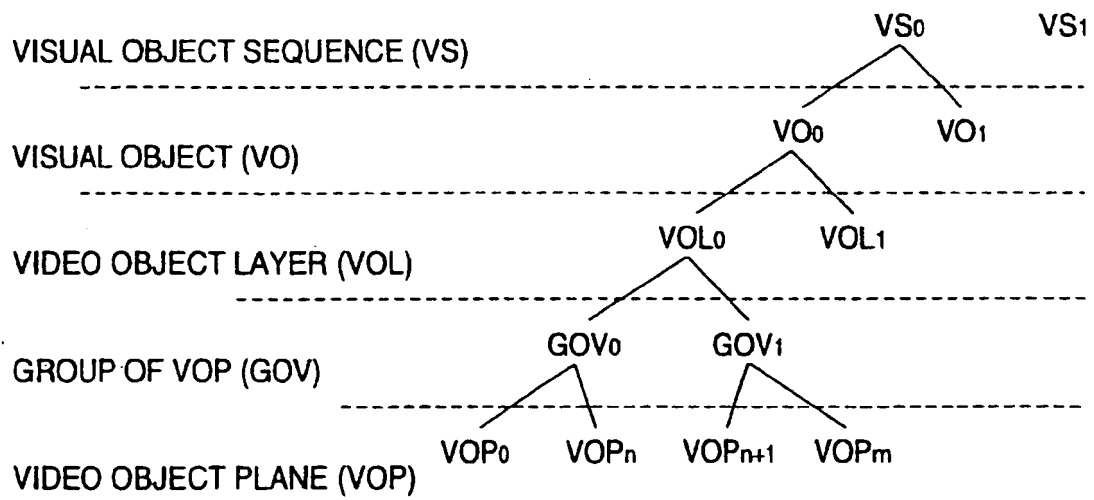 VS0 VS1
VISUAL OBJECT SEQUENCE (VS)
VO0 VO1
VISUAL OBJECT (VO)
VOL0 VOL1
VIDEO OBJECT LAYER (VOL)
GOV0 GOV1
GROUP OF VOP (GOV)
VOP0 VOPn VOPn+1 VOPm
VIDEO OBJECT PLANE (VOP)